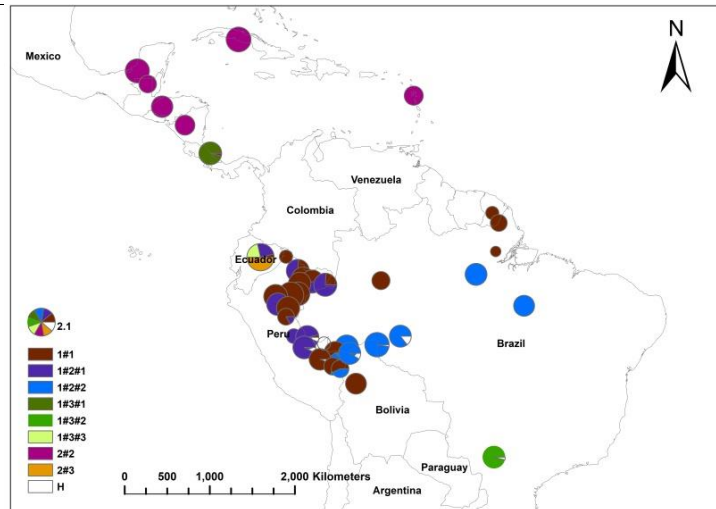 N
Mexico
Venezuela
Colombia
Ecuador
Peru
Brazil
Bolivia
Paraguay
Argentina
2.1
1#1
1#2#1
1#2#2
1#3#1
1#3#2
1#3#3
2#2
2#3
H
0 500 1,000 2,000 Kilometers